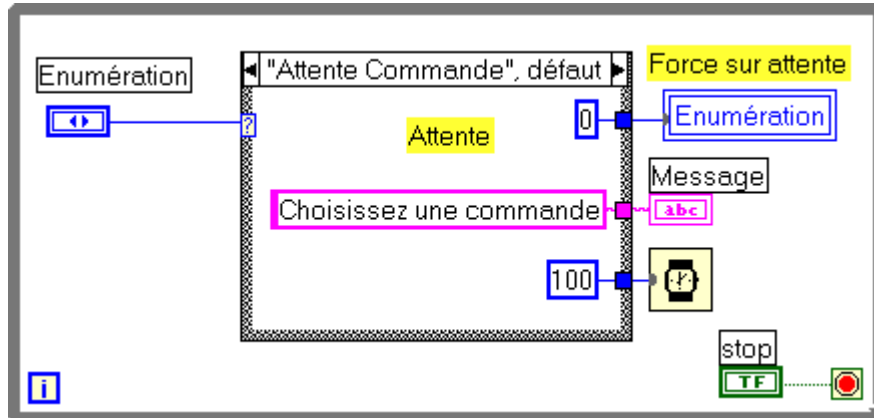 Enumération
"Attente Commande", défaut
Force sur attente
?
Attente
0
Enumération
Message
Choisissez une commande
abc
100
stop
TF
i